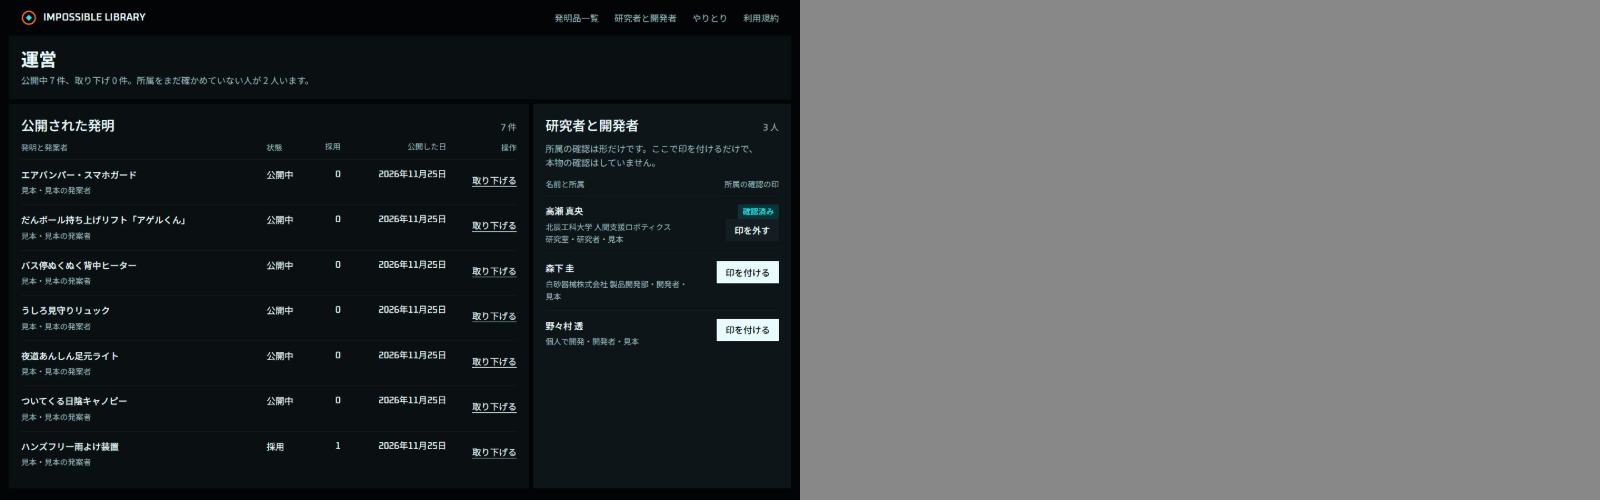 IMPOSSIBLE LIBRARY
発明品一覧 研究者と開発者 やりとり 利用規約
運営
公開中 7 件、取り下げ 0 件。所属をまだ確かめていない人が 2 人います。
公開された発明 7 件
発明と発案者 状態 採用 公開した日 操作
エアバンパー・スマホガード 公開中 0 2026年11月25日 取り下げる
見本・見本の発案者
だんボール持ち上げリフト「アゲルくん」 公開中 0 2026年11月25日 取り下げる
見本・見本の発案者
バス停ぬくぬく背中ヒーター 公開中 0 2026年11月25日 取り下げる
見本・見本の発案者
うしろ見守りリュック 公開中 0 2026年11月25日 取り下げる
見本・見本の発案者
夜道あんしん足元ライト 公開中 0 2026年11月25日 取り下げる
見本・見本の発案者
ついてくる日陰キャノピー 公開中 0 2026年11月25日 取り下げる
見本・見本の発案者
ハンズフリー雨よけ装置 採用 1 2026年11月25日 取り下げる
見本・見本の発案者
研究者と開発者 3 人
所属の確認は形だけです。ここで印を付けるだけで、
本物の確認はしていません。
名前と所属 所属の確認の印
高瀬 真央 確認済み
北辰工科大学 人間支援ロボティクス
研究室・研究者・見本
印を外す
森下 圭 印を付ける
白砂器械株式会社 製品開発部・開発者・
見本
野々村 透 印を付ける
個人で開発・開発者・見本